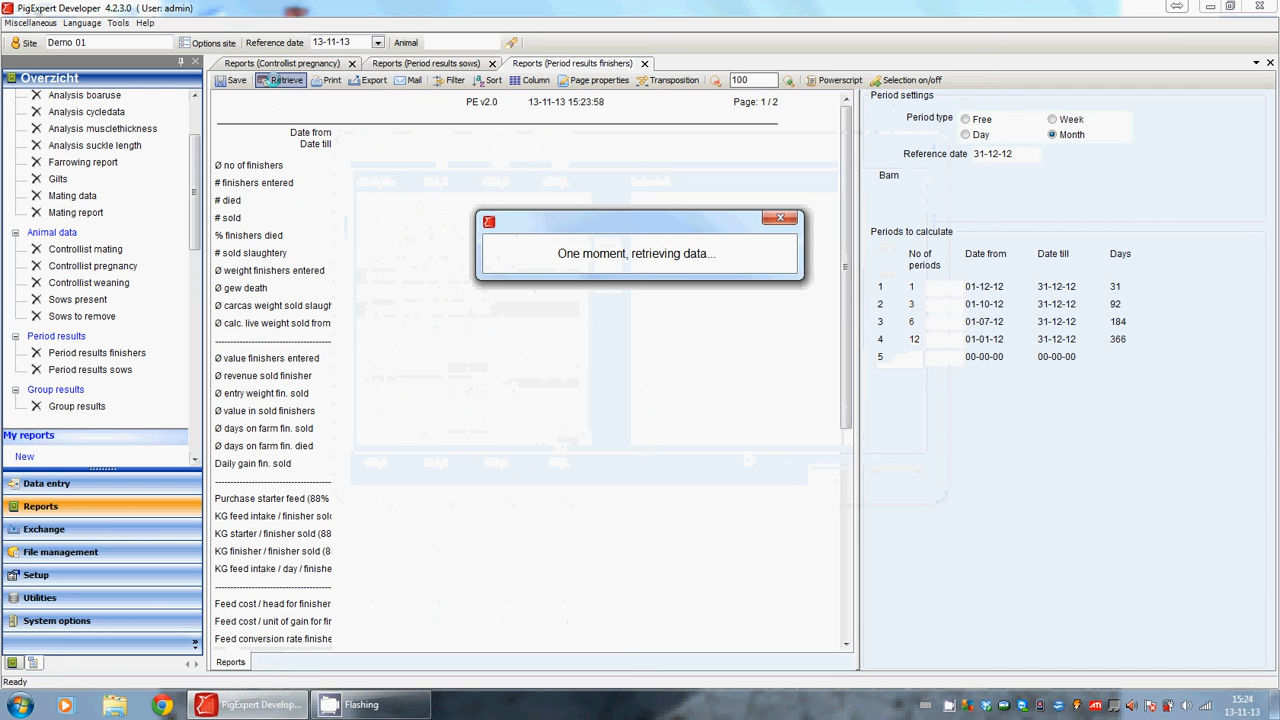 PigExpert Developer 4.2.3.0 (User: admin)
Miscellaneous Language Tools Help
Site Demo 01 Options site Reference date 13-11-13 Animal
Overzicht
Analysis boaruse
Analysis cycledata
Analysis musclethickness
Analysis suckle length
Farrowing report
Gilts
Mating data
Mating report
Animal data
Controllist mating
Controllist pregnancy
Controllist weaning
Sows present
Sows to remove
Period results
Period results finishers
Period results sows
Group results
Group results
My reports
New
Data entry
Reports
Exchange
File management
Setup
Utilities
System options
Reports (Controllist pregnancy) Reports (Period results sows) Reports (Period results finishers)
Save Retrieve Print Export Mail Filter Sort Column Page properties Transposition 100 Powerscript Selection on/off
PE v2.0 13-11-13 15:23:58 Page: 1 / 2
Date from
Date till
Ø no of finishers
# finishers entered
# died
# sold
% finishers died
# sold slaughtery
Ø weight finishers entered
Ø gew death
Ø carcas weight sold slaugh
Ø calc. live weight sold from
Ø value finishers entered
Ø revenue sold finisher
Ø entry weight fin. sold
Ø value in sold finishers
Ø days on farm fin. sold
Ø days on farm fin. died
Daily gain fin. sold
Purchase starter feed (88%
KG feed intake / finisher sold
KG starter / finisher sold (88
KG finisher / finisher sold (8
KG feed intake / day / finishe
Feed cost / head for finisher
Feed cost / unit of gain for fir
Feed conversion rate finishe
Reports
One moment, retrieving data...
Period settings
Period type Free Week
Day Month
Reference date 31-12-12
Barn
Periods to calculate
No of periods Date from Date till Days
1 1 01-12-12 31-12-12 31
2 3 01-10-12 31-12-12 92
3 6 01-07-12 31-12-12 184
4 12 01-01-12 31-12-12 366
5 00-00-00 00-00-00
Ready
PigExpert Develop... Flashing
15:24
13-11-13